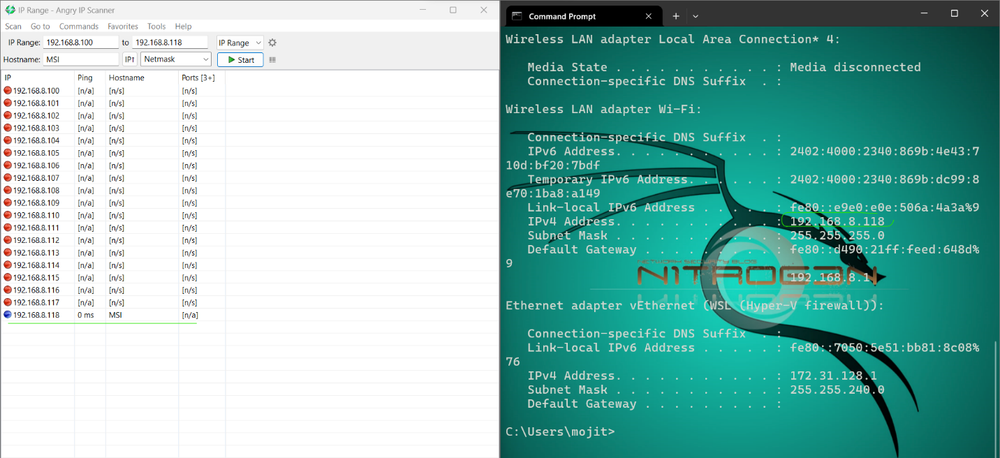 IP Range - Angry IP Scanner
Scan Go to Commands Favorites Tools Help
IP Range: 192.168.8.100 to 192.168.8.118 IP Range
Hostname: MSI IP↑ Netmask Start
IP Ping Hostname Ports [3+]
192.168.8.100 [n/a] [n/s] [n/s]
192.168.8.101 [n/a] [n/s] [n/s]
192.168.8.102 [n/a] [n/s] [n/s]
192.168.8.103 [n/a] [n/s] [n/s]
192.168.8.104 [n/a] [n/s] [n/s]
192.168.8.105 [n/a] [n/s] [n/s]
192.168.8.106 [n/a] [n/s] [n/s]
192.168.8.107 [n/a] [n/s] [n/s]
192.168.8.108 [n/a] [n/s] [n/s]
192.168.8.109 [n/a] [n/s] [n/s]
192.168.8.110 [n/a] [n/s] [n/s]
192.168.8.111 [n/a] [n/s] [n/s]
192.168.8.112 [n/a] [n/s] [n/s]
192.168.8.113 [n/a] [n/s] [n/s]
192.168.8.114 [n/a] [n/s] [n/s]
192.168.8.115 [n/a] [n/s] [n/s]
192.168.8.116 [n/a] [n/s] [n/s]
192.168.8.117 [n/a] [n/s] [n/s]
192.168.8.118 0 ms MSI [n/a]
Command Prompt
Wireless LAN adapter Local Area Connection* 4:
Media State . . . . . . . . . . . : Media disconnected
Connection-specific DNS Suffix . :
Wireless LAN adapter Wi-Fi:
Connection-specific DNS Suffix . :
IPv6 Address. . . . . . . . . . . : 2402:4000:2340:869b:4e43:7
10d:bf20:7bdf
Temporary IPv6 Address. . . . . . : 2402:4000:2340:869b:dc99:8
e70:1ba8:a149
Link-local IPv6 Address . . . . . : fe80::e9e0:e0e:506a:4a3a%9
IPv4 Address. . . . . . . . . . . : 192.168.8.118
Subnet Mask . . . . . . . . . . . : 255.255.255.0
Default Gateway . . . . . . . . . : fe80::d490:21ff:feed:648d%
9
NETWORK SECURITY BLOG
N1TROG3N
192.168.8.1
Ethernet adapter vEthernet (WSL (Hyper-V firewall)):
Connection-specific DNS Suffix . :
Link-local IPv6 Address . . . . . : fe80::7050:5e51:bb81:8c08%
76
IPv4 Address. . . . . . . . . . . : 172.31.128.1
Subnet Mask . . . . . . . . . . . : 255.255.240.0
Default Gateway . . . . . . . . . :
C:\Users\mojit>